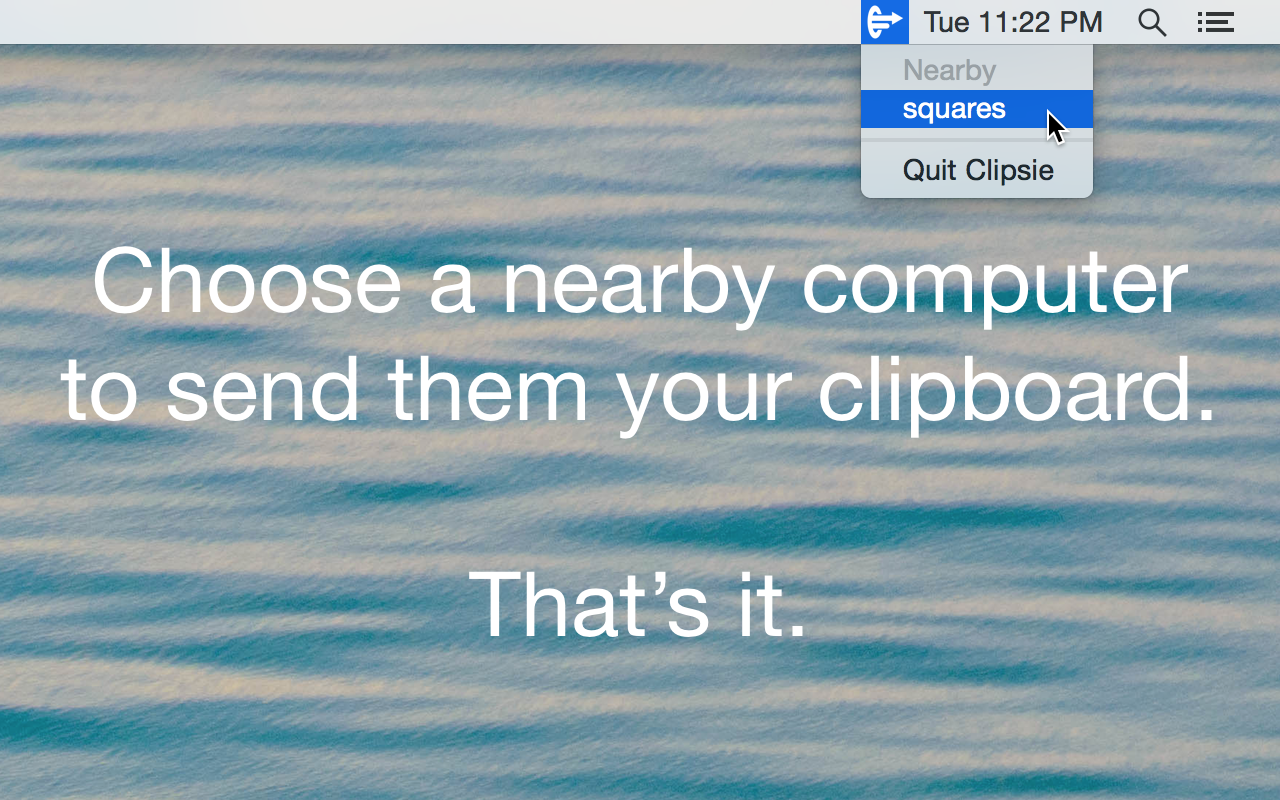 Tue 11:22 PM
Nearby
squares
Quit Clipsie
Choose a nearby computer
to send them your clipboard.
That’s it.